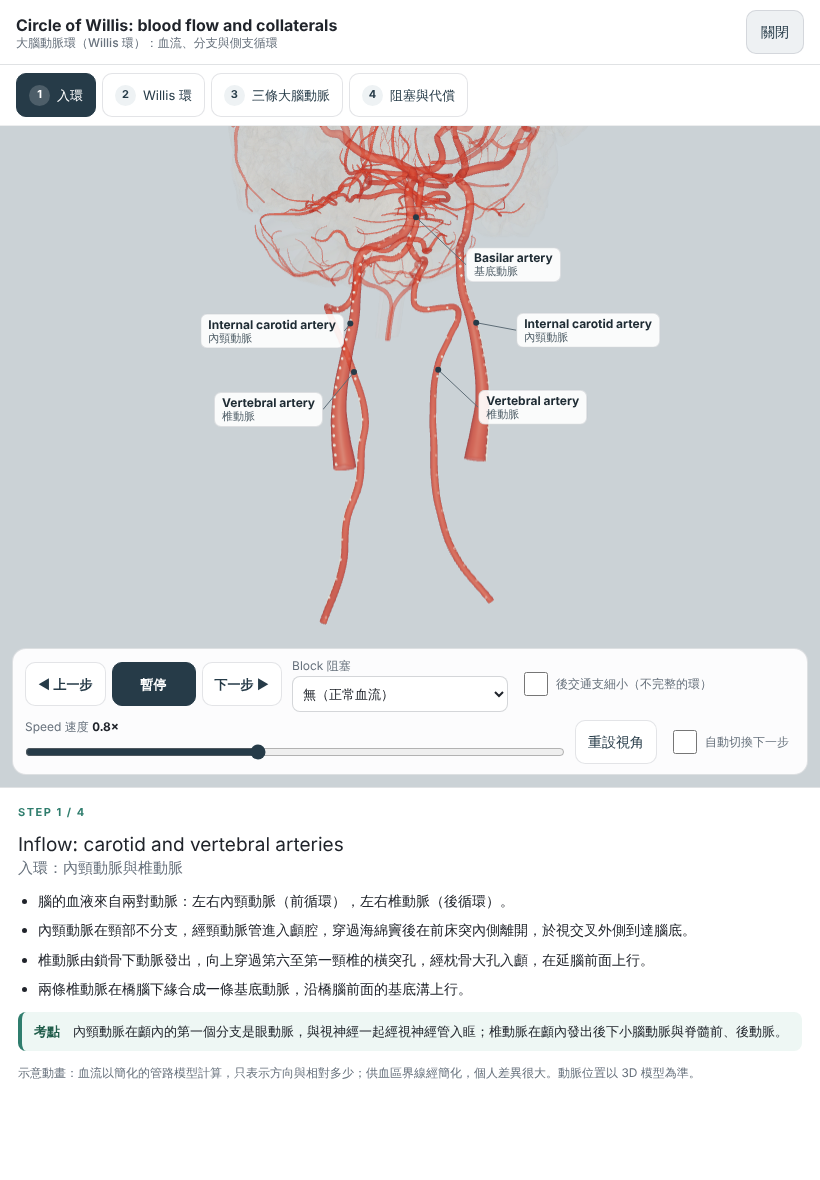 Circle of Willis: blood flow and collaterals
大腦動脈環（Willis 環）：血流、分支與側支循環
關閉
1 入環
2 Willis 環
3 三條大腦動脈
4 阻塞與代償
Basilar artery
基底動脈
Internal carotid artery
內頸動脈
Internal carotid artery
內頸動脈
Vertebral artery
椎動脈
Vertebral artery
椎動脈
◀ 上一步
暫停
下一步 ▶
Block 阻塞
無（正常血流）
後交通支細小（不完整的環）
Speed 速度 0.8×
重設視角
自動切換下一步
STEP 1 / 4
Inflow: carotid and vertebral arteries
入環：內頸動脈與椎動脈
腦的血液來自兩對動脈：左右內頸動脈（前循環），左右椎動脈（後循環）。
內頸動脈在頸部不分支，經頸動脈管進入顱腔，穿過海綿竇後在前床突內側離開，於視交叉外側到達腦底。
椎動脈由鎖骨下動脈發出，向上穿過第六至第一頸椎的橫突孔，經枕骨大孔入顱，在延腦前面上行。
兩條椎動脈在橋腦下緣合成一條基底動脈，沿橋腦前面的基底溝上行。
考點 內頸動脈在顱內的第一個分支是眼動脈，與視神經一起經視神經管入眶；椎動脈在顱內發出後下小腦動脈與脊髓前、後動脈。
示意動畫：血流以簡化的管路模型計算，只表示方向與相對多少；供血區界線經簡化，個人差異很大。動脈位置以 3D 模型為準。